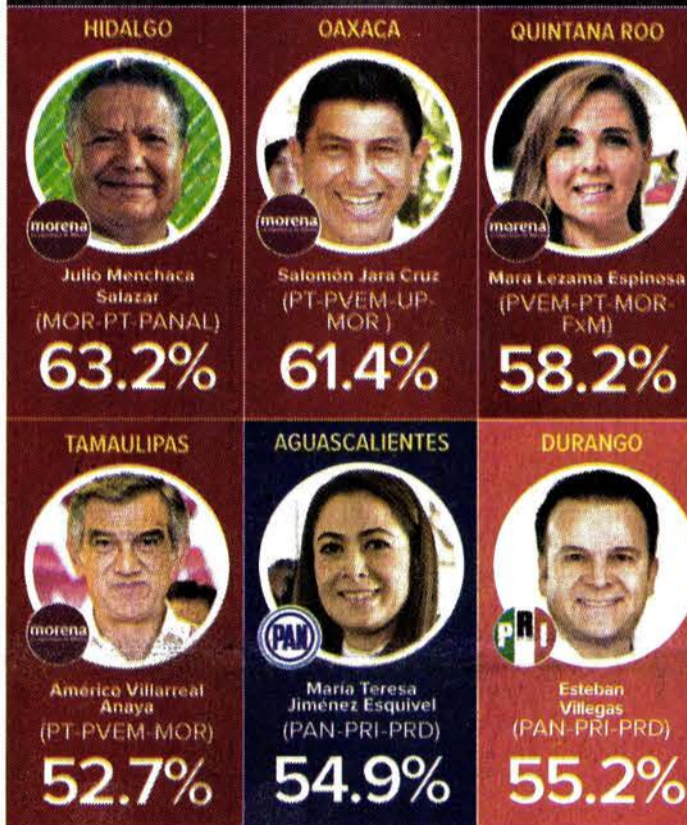 HIDALGO
OAXACA
QUINTANA ROO
morena
morena
morena
Julio Menchaca
Salazar
(MOR-PT-PANAL)
63.2%
Salomón Jara Cruz
(PT-PVEM-UP-
MOR )
61.4%
Mara Lezama Espinosa
(PVEM-PT-MOR-
FxM)
58.2%
TAMAULIPAS
AGUASCALIENTES
DURANGO
morena
PAN
PRI
Américo Villarreal
Anaya
(PT-PVEM-MOR)
52.7%
María Teresa
Jiménez Esquivel
(PAN-PRI-PRD)
54.9%
Esteban
Villegas
(PAN-PRI-PRD)
55.2%